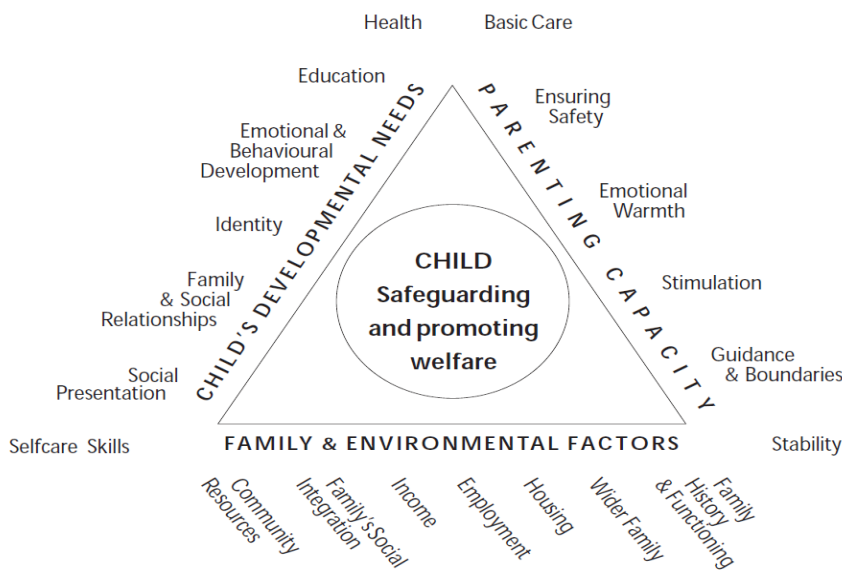 Health
Education
Emotional &
Behavioural
Development
Identity
Family
& Social
Relationships
Social
Presentation
Selfcare Skills
CHILD'S DEVELOPMENTAL NEEDS
Basic Care
Ensuring
Safety
Emotional
Warmth
Stimulation
Guidance
& Boundaries
Stability
PARENTING CAPACITY
CHILD
Safeguarding
and promoting
welfare
FAMILY & ENVIRONMENTAL FACTORS
Community
Resources
Family's Social
Integration
Income
Employment
Housing
Wider Family
Family
History
& Functioning